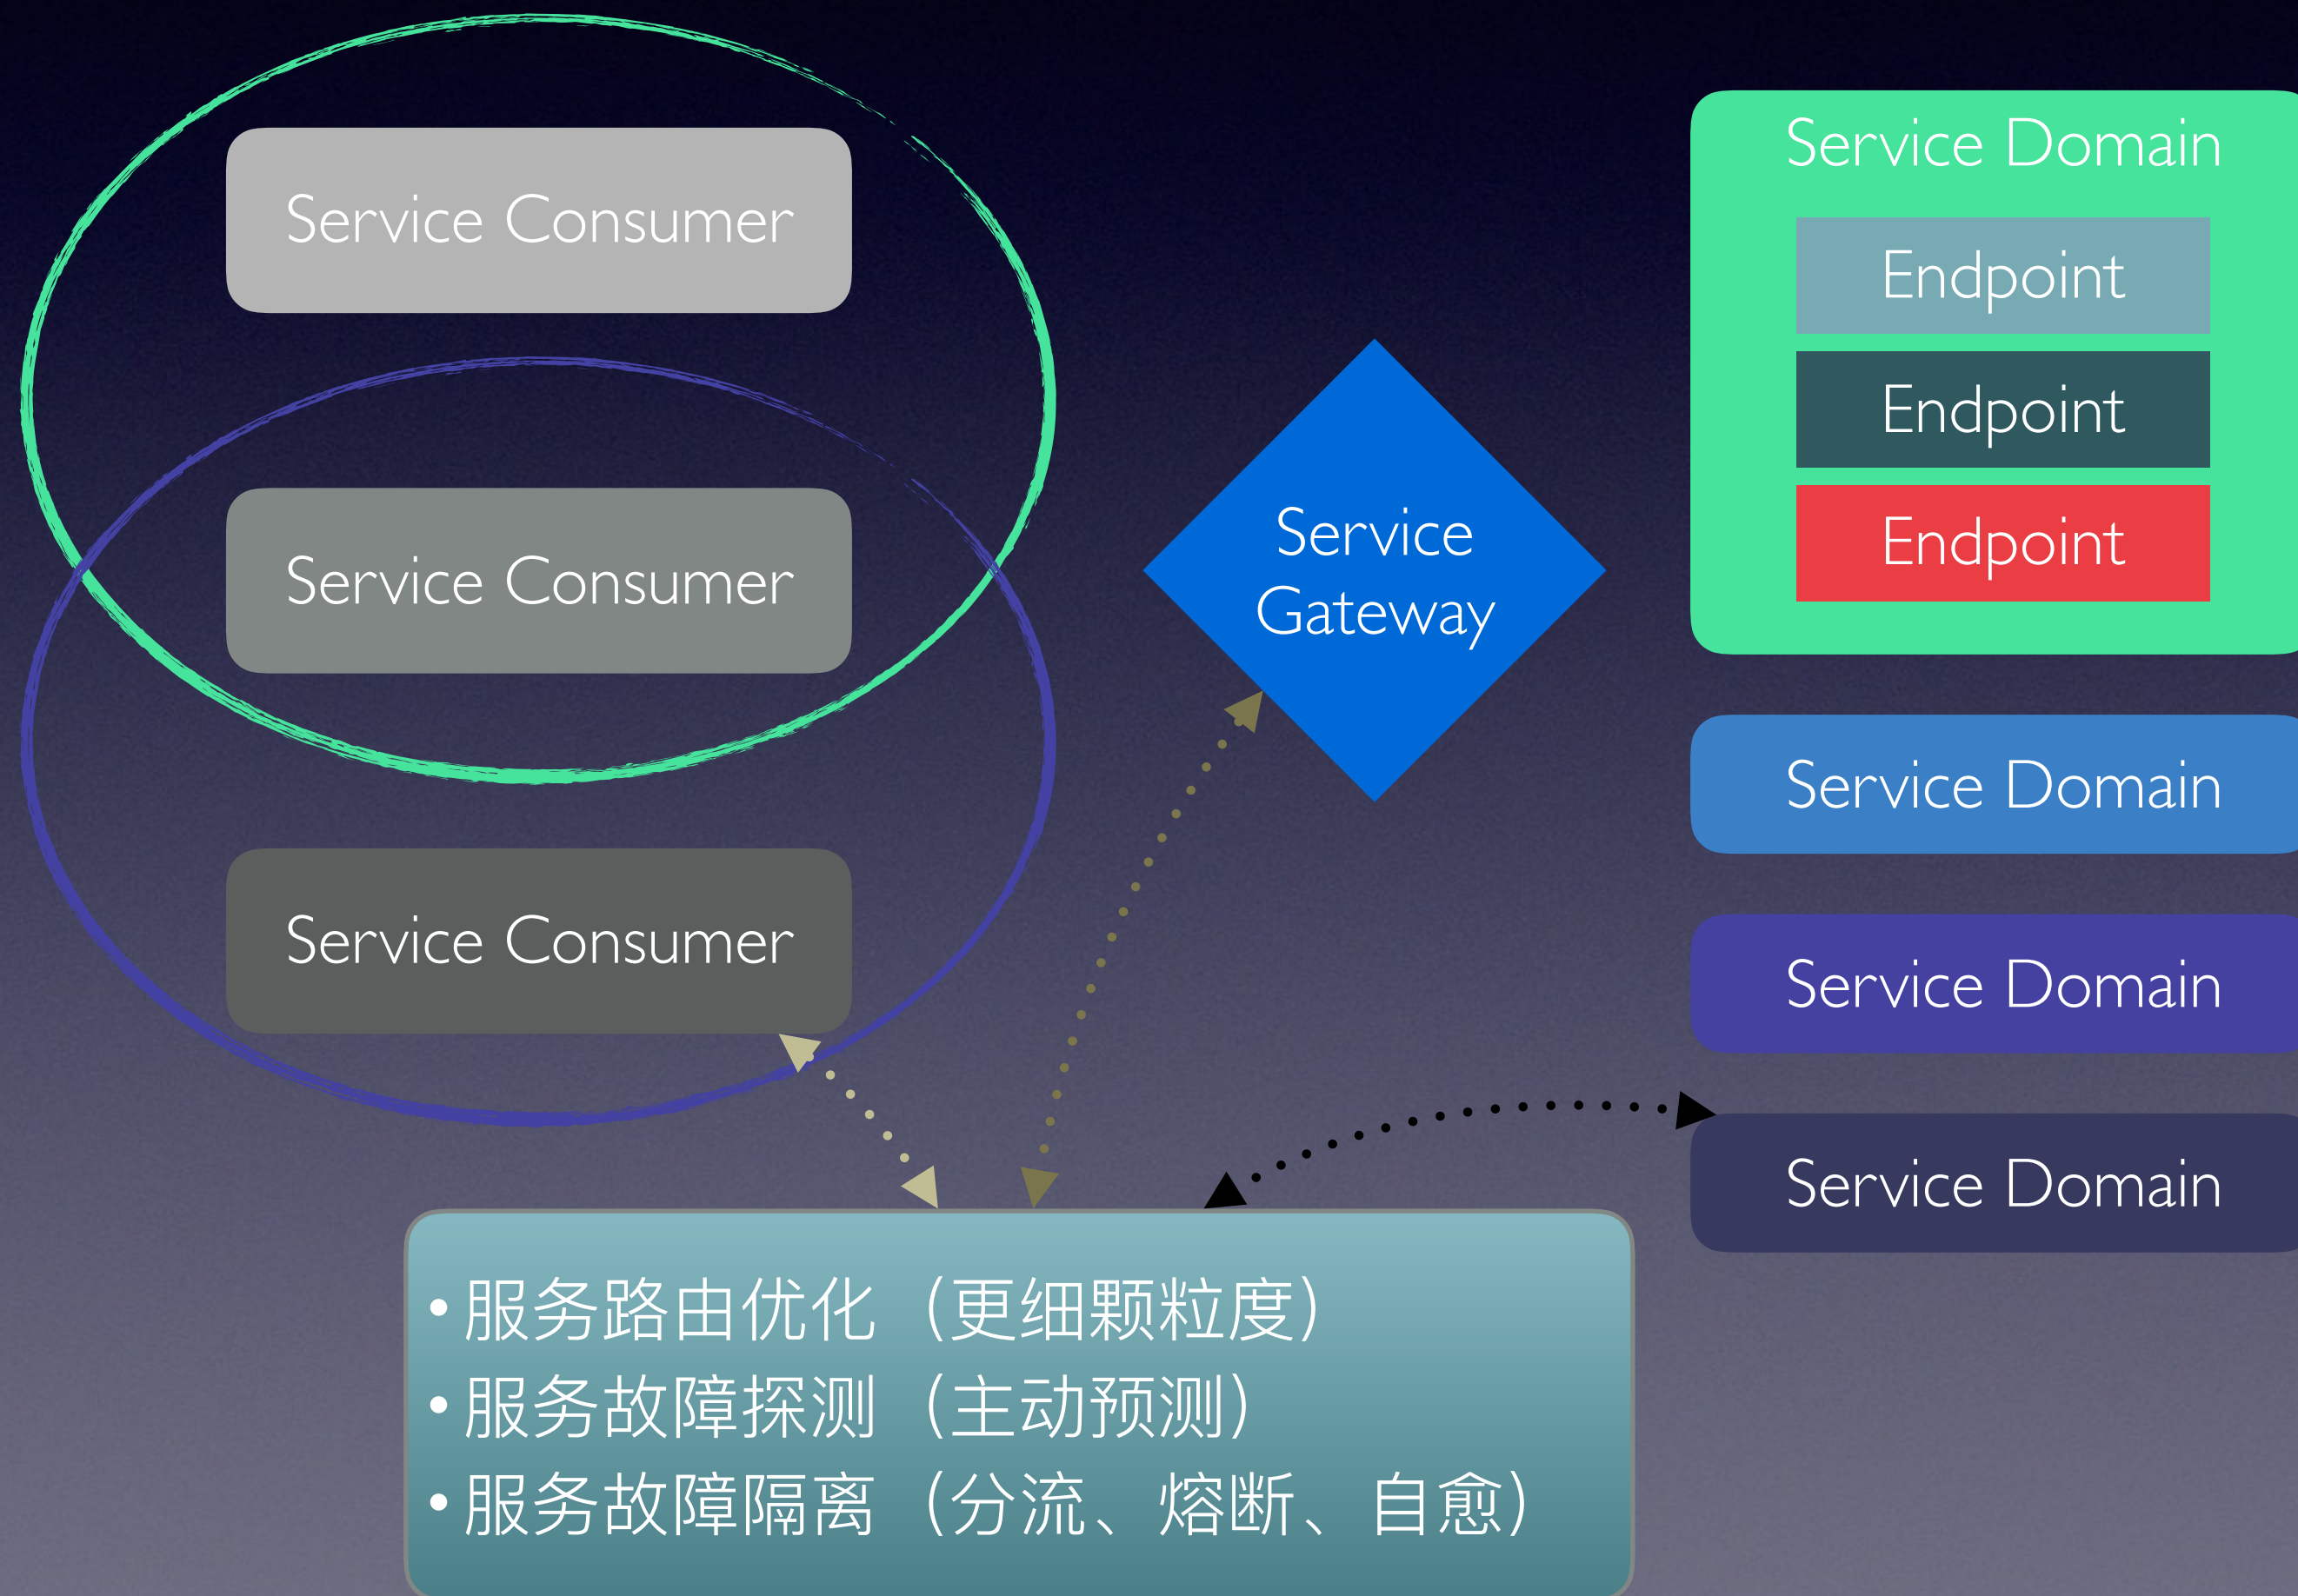 Service Consumer
Service Consumer
Service Consumer
Service
Gateway
Service Domain
Endpoint
Endpoint
Endpoint
Service Domain
Service Domain
Service Domain
• 服务路由优化（更细颗粒度）
• 服务故障探测（主动预测）
• 服务故障隔离（分流、熔断、自愈）